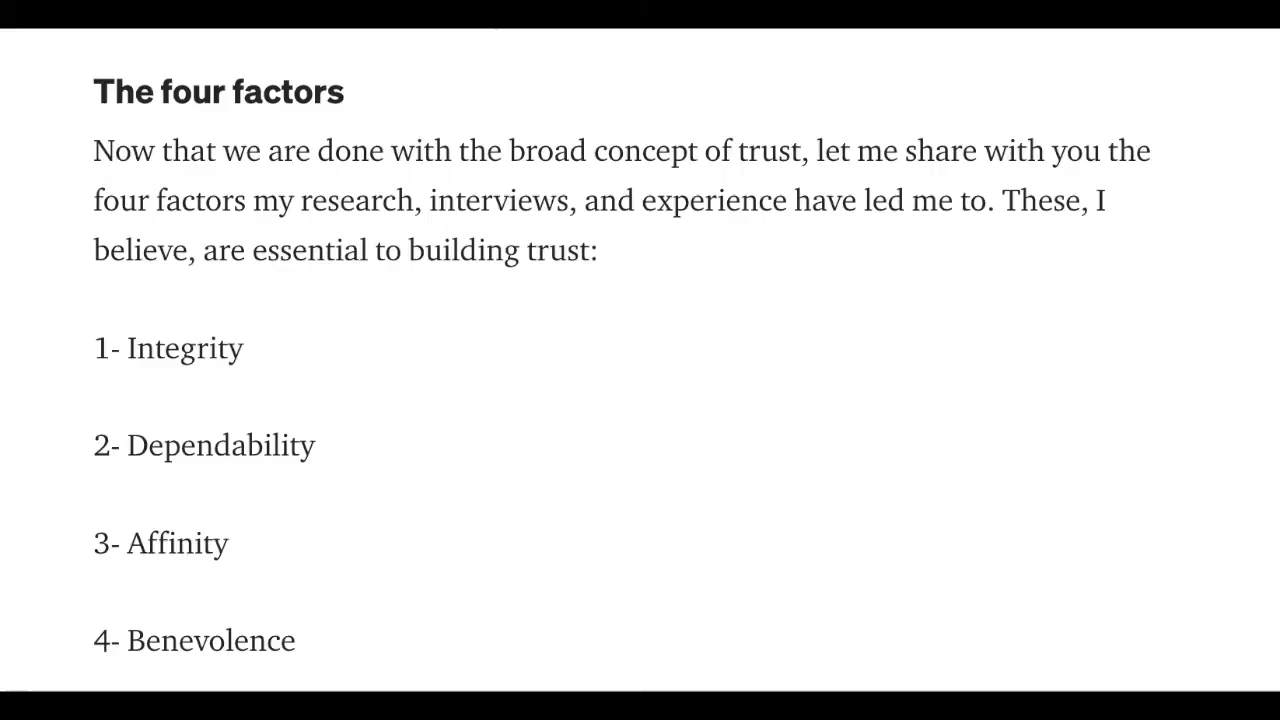 The four factors
Now that we are done with the broad concept of trust, let me share with you the
four factors my research, interviews, and experience have led me to. These, I
believe, are essential to building trust:
1- Integrity
2- Dependability
3- Affinity
4- Benevolence